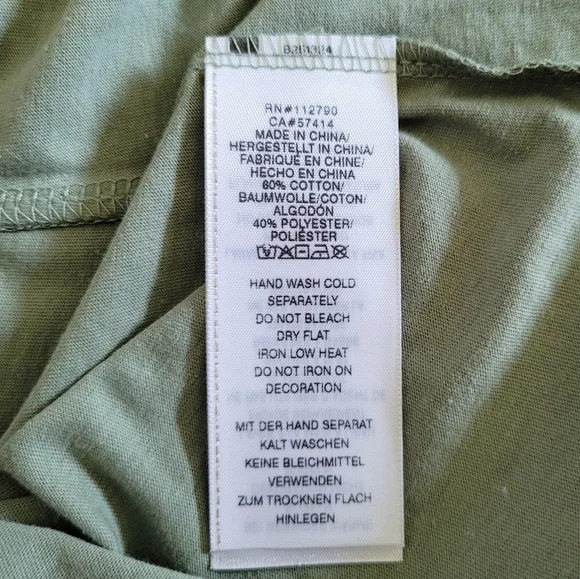 RN#112790
CA#57414
MADE IN CHINA/
HERGESTELLT IN CHINA/
FABRIQUÉ EN CHINE/
HECHO EN CHINA
60% COTTON/
BAUMWOLLE/COTON/
ALGODÓN
40% POLYESTER/
POLIÉSTER
HAND WASH COLD
SEPARATELY
DO NOT BLEACH
DRY FLAT
IRON LOW HEAT
DO NOT IRON ON
DECORATION
MIT DER HAND SEPARAT
KALT WASCHEN
KEINE BLEICHMITTEL
VERWENDEN
ZUM TROCKNEN FLACH
HINLEGEN